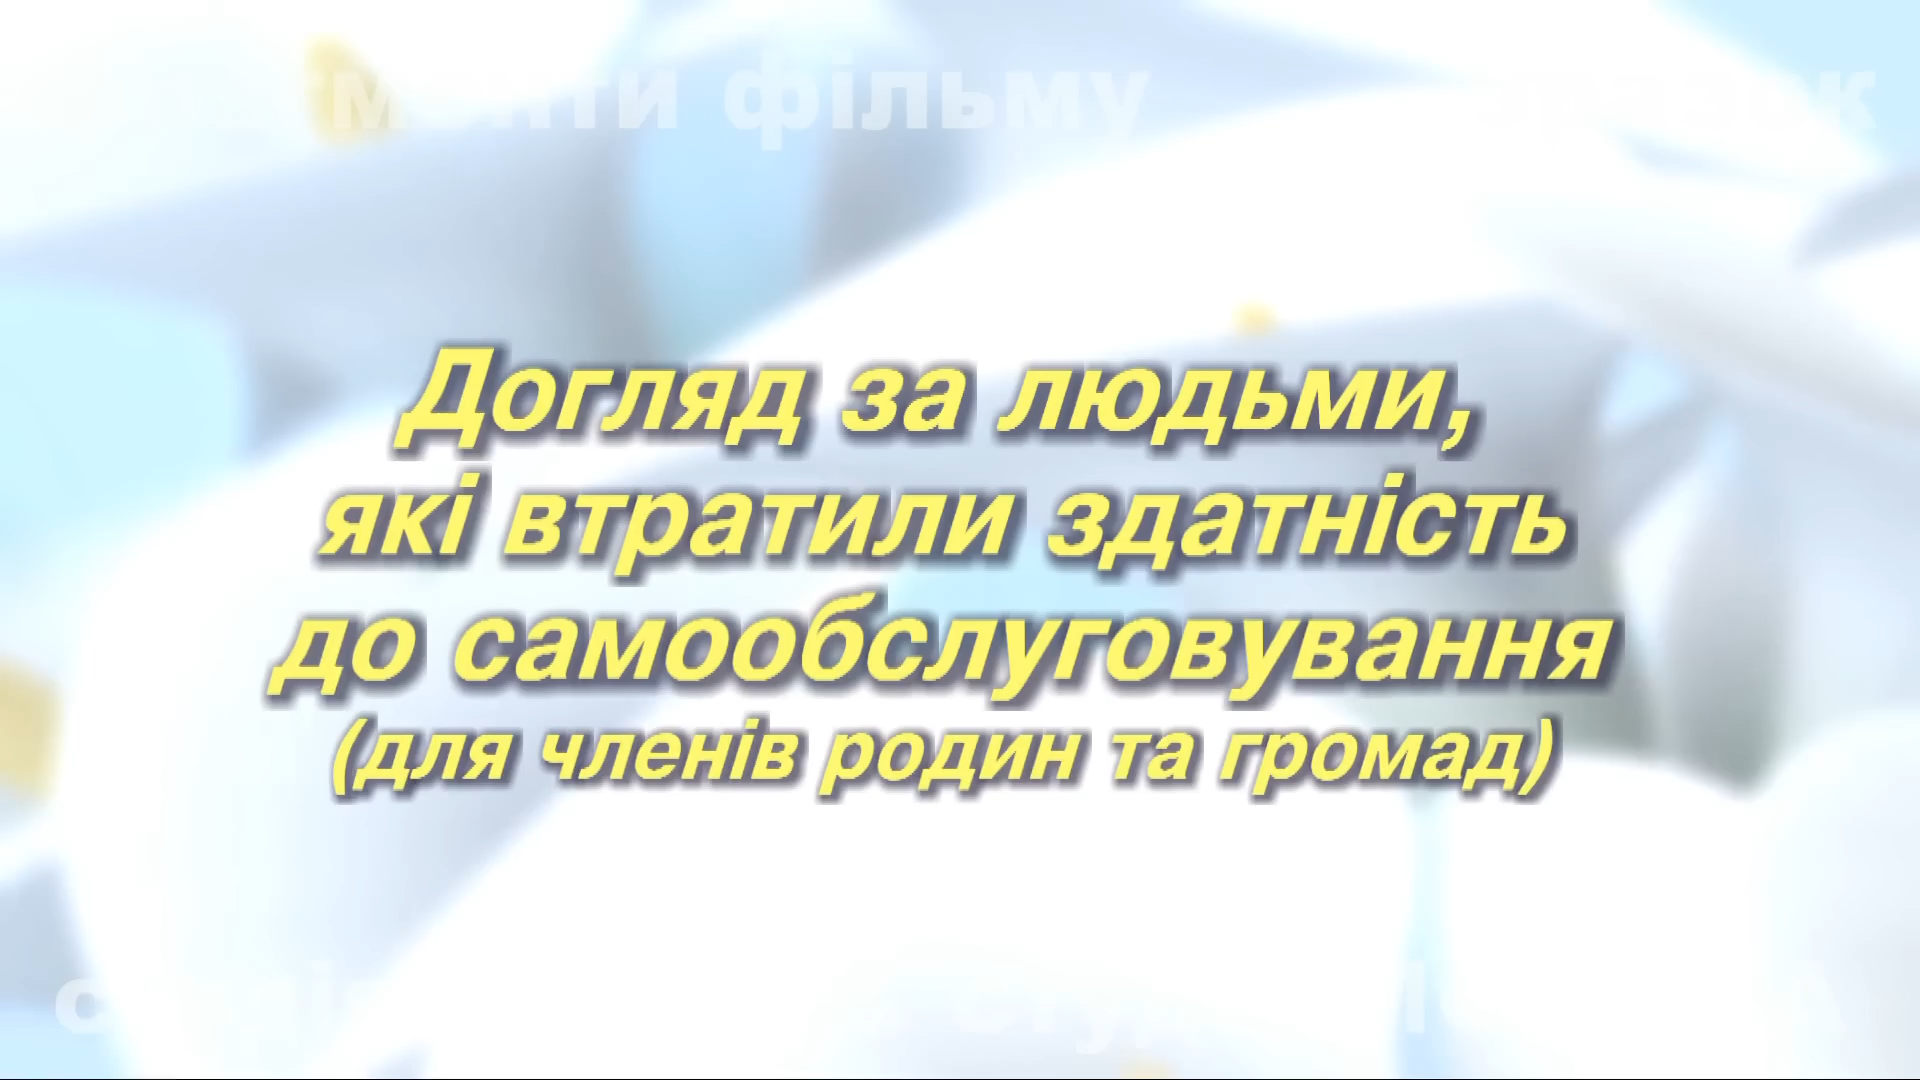 фільму
Догляд за людьми,
які втратили здатність
до самообслуговування
(для членів родин та громад)